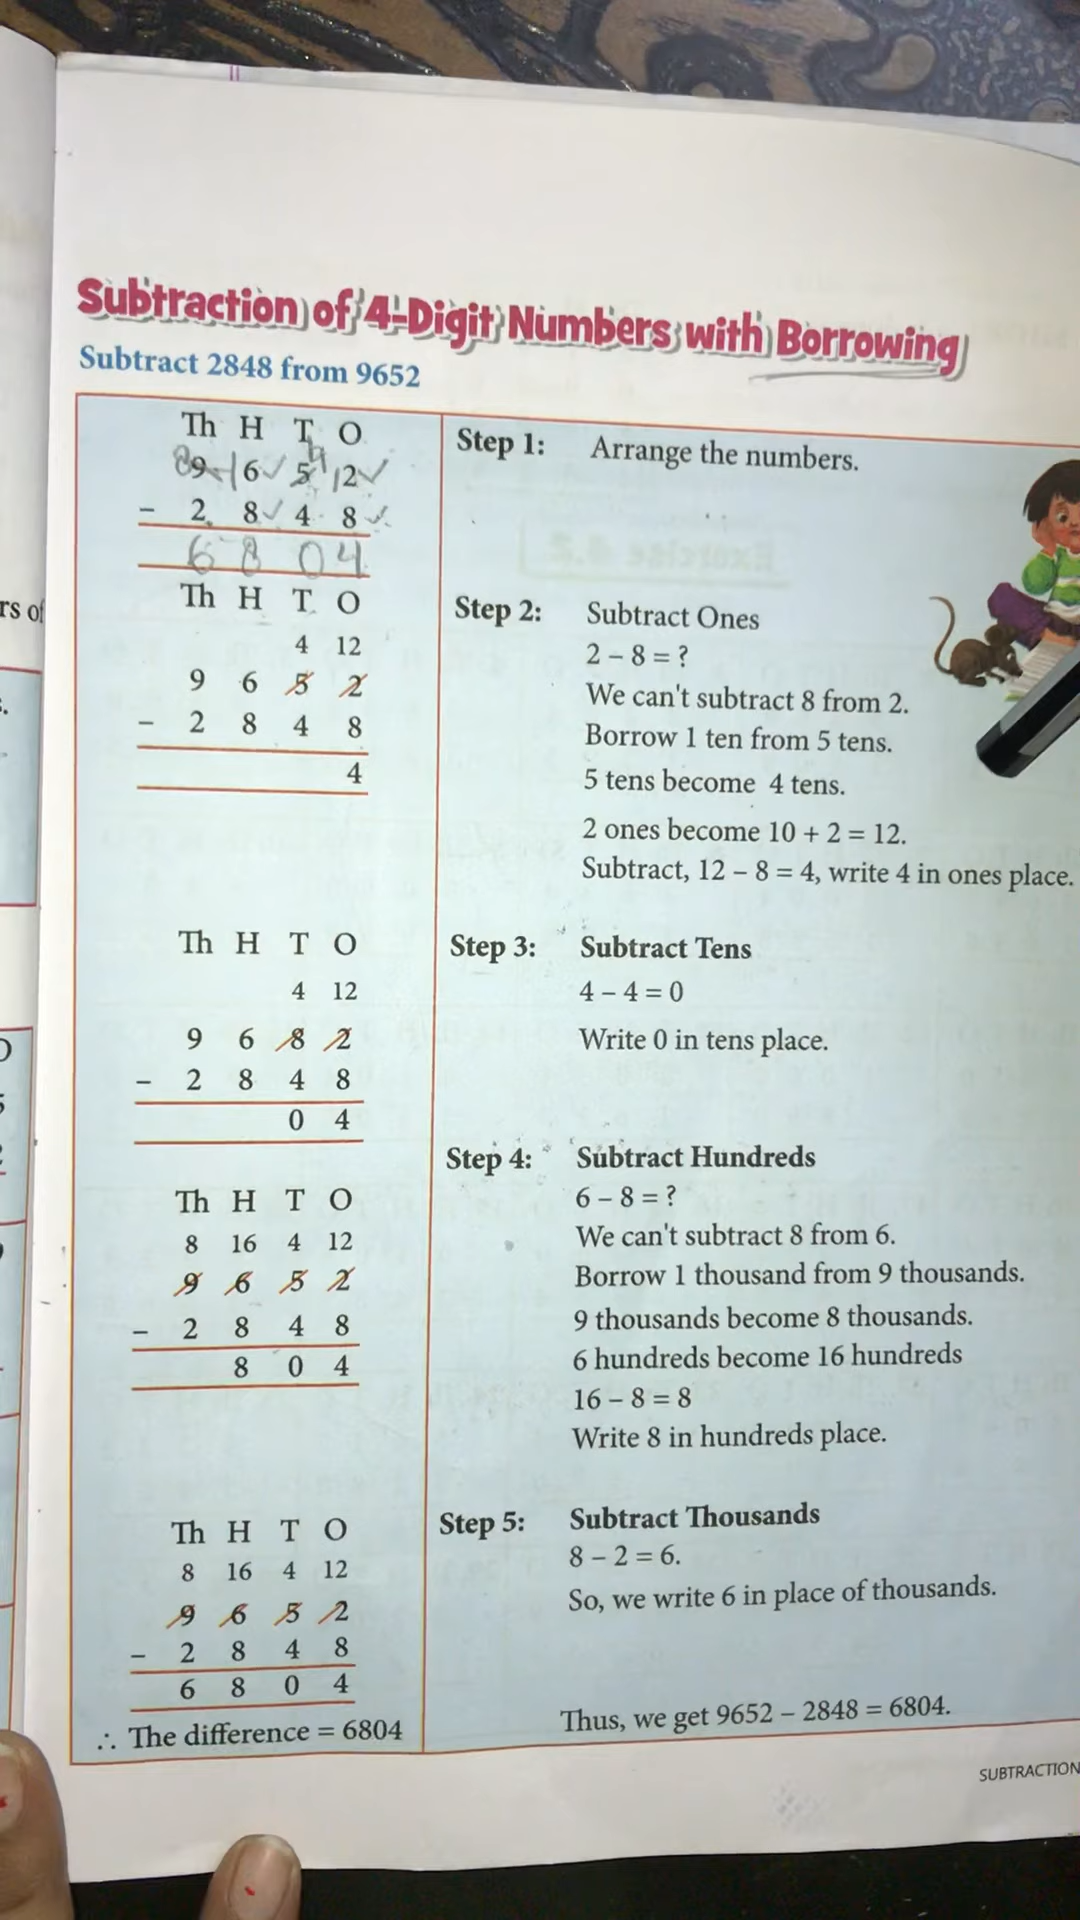 Subtraction of 4-Digit Numbers with Borrowing
Subtract 2848 from 9652
Th H T O
8 4
9 16 5 12
- 2 8 4 8
6 8 0 4
Step 1: Arrange the numbers.
Th H T O
4 12
9 6 5 2
- 2 8 4 8
4
Step 2: Subtract Ones
2 – 8 = ?
We can't subtract 8 from 2.
Borrow 1 ten from 5 tens.
5 tens become 4 tens.
2 ones become 10 + 2 = 12.
Subtract, 12 – 8 = 4, write 4 in ones place.
Th H T O
4 12
9 6 8 2
- 2 8 4 8
0 4
Step 3: Subtract Tens
4 – 4 = 0
Write 0 in tens place.
Th H T O
8 16 4 12
9 6 5 2
- 2 8 4 8
8 0 4
Step 4: Subtract Hundreds
6 – 8 = ?
We can't subtract 8 from 6.
Borrow 1 thousand from 9 thousands.
9 thousands become 8 thousands.
6 hundreds become 16 hundreds
16 – 8 = 8
Write 8 in hundreds place.
Th H T O
8 16 4 12
9 6 5 2
- 2 8 4 8
6 8 0 4
∴ The difference = 6804
Step 5: Subtract Thousands
8 – 2 = 6.
So, we write 6 in place of thousands.
Thus, we get 9652 – 2848 = 6804.
SUBTRACTION
rs of